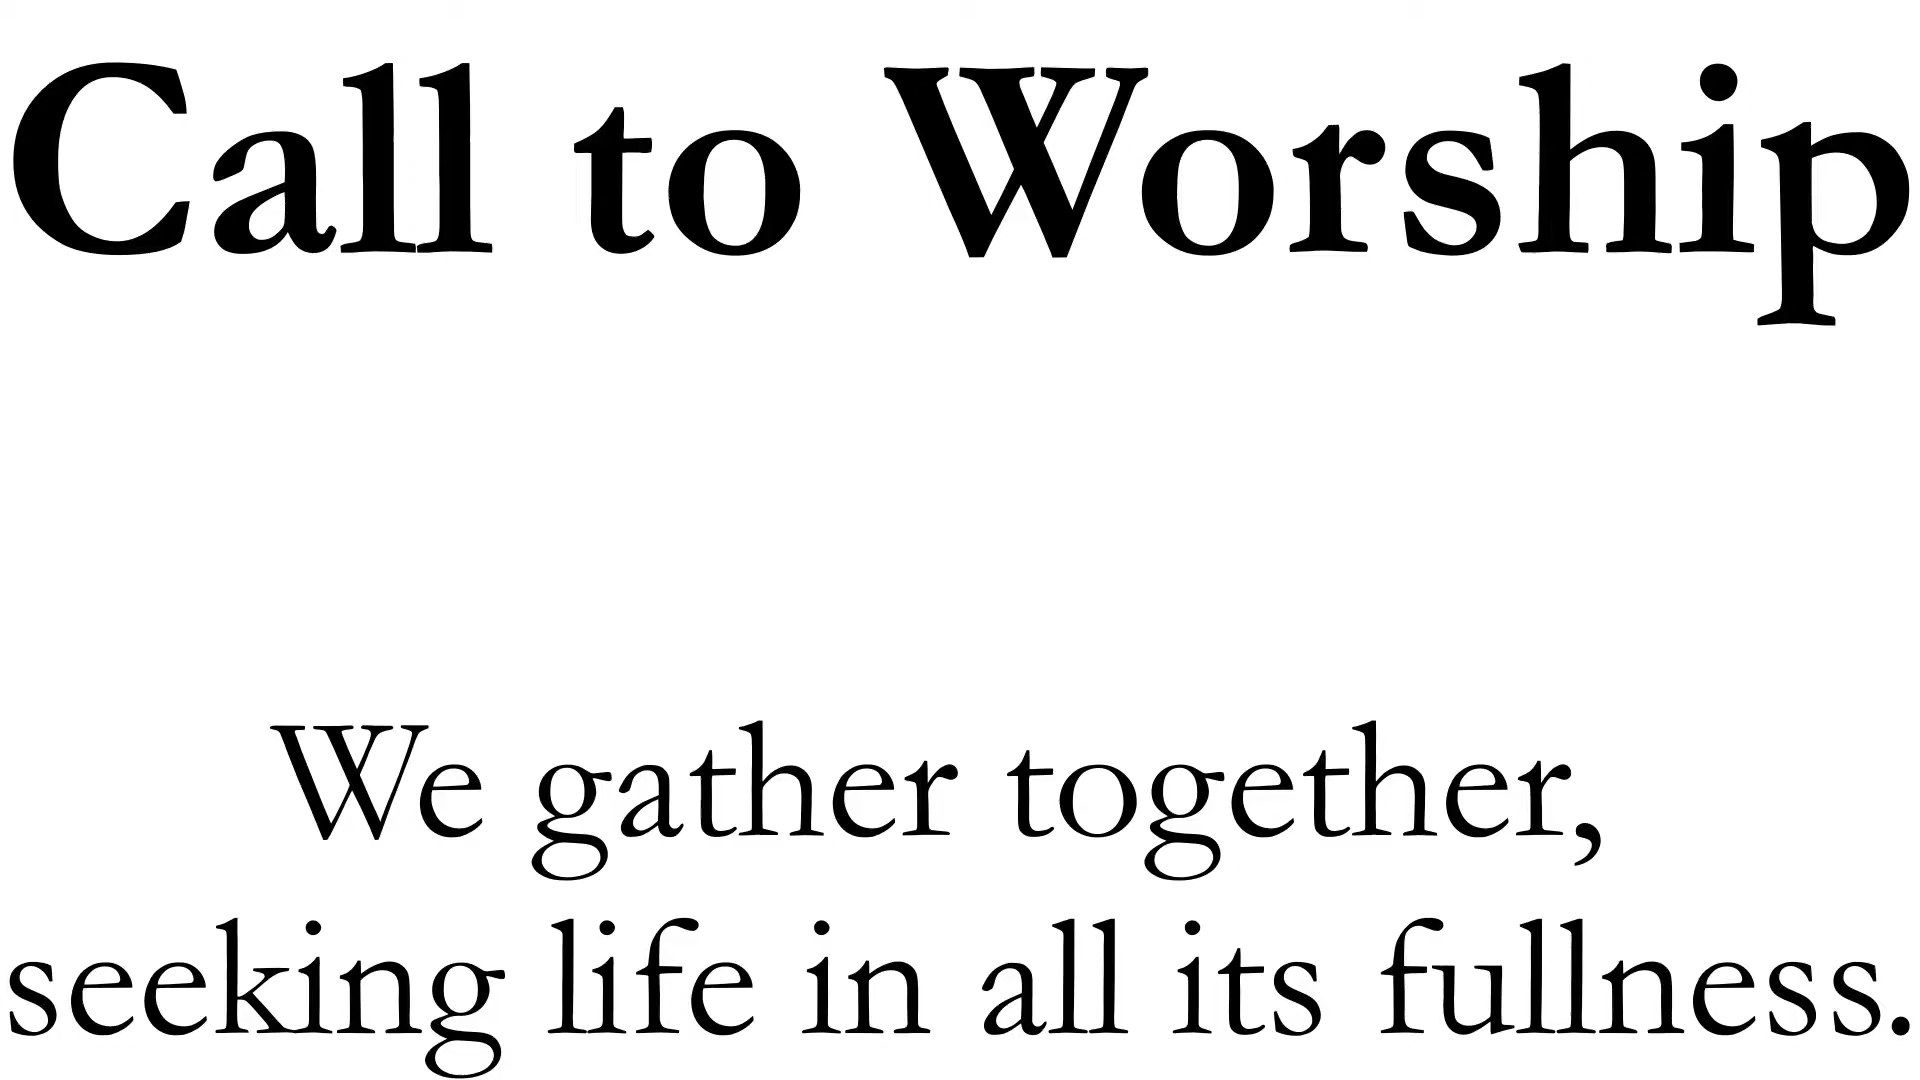 Call to Worship
We gather together,
seeking life in all its fullness.